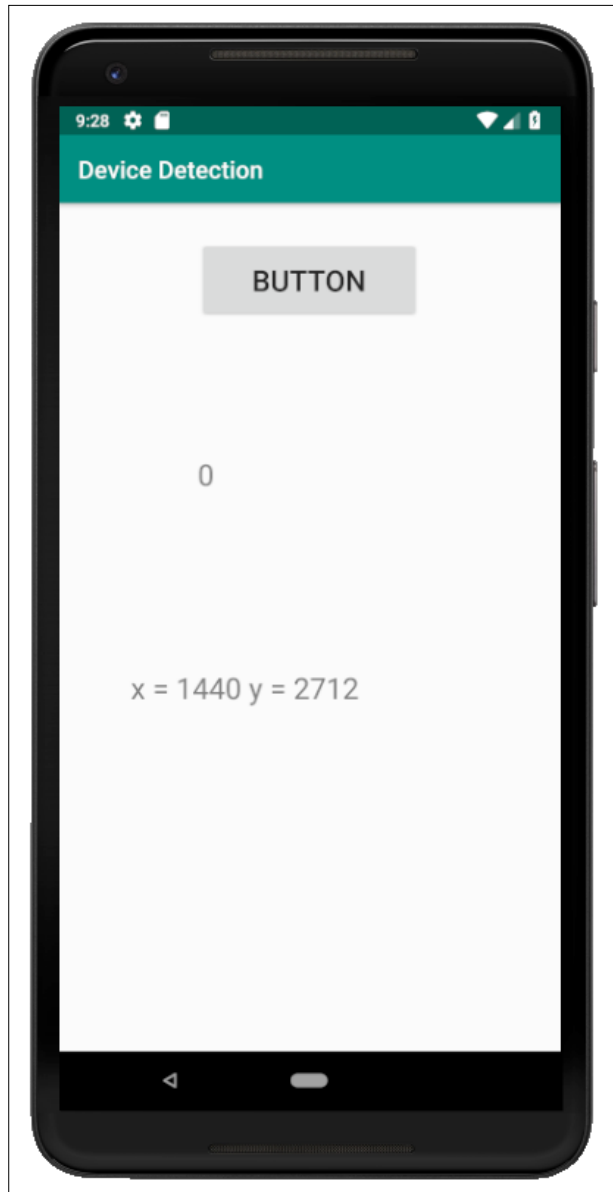 9:28
Device Detection
BUTTON
0
x = 1440 y = 2712